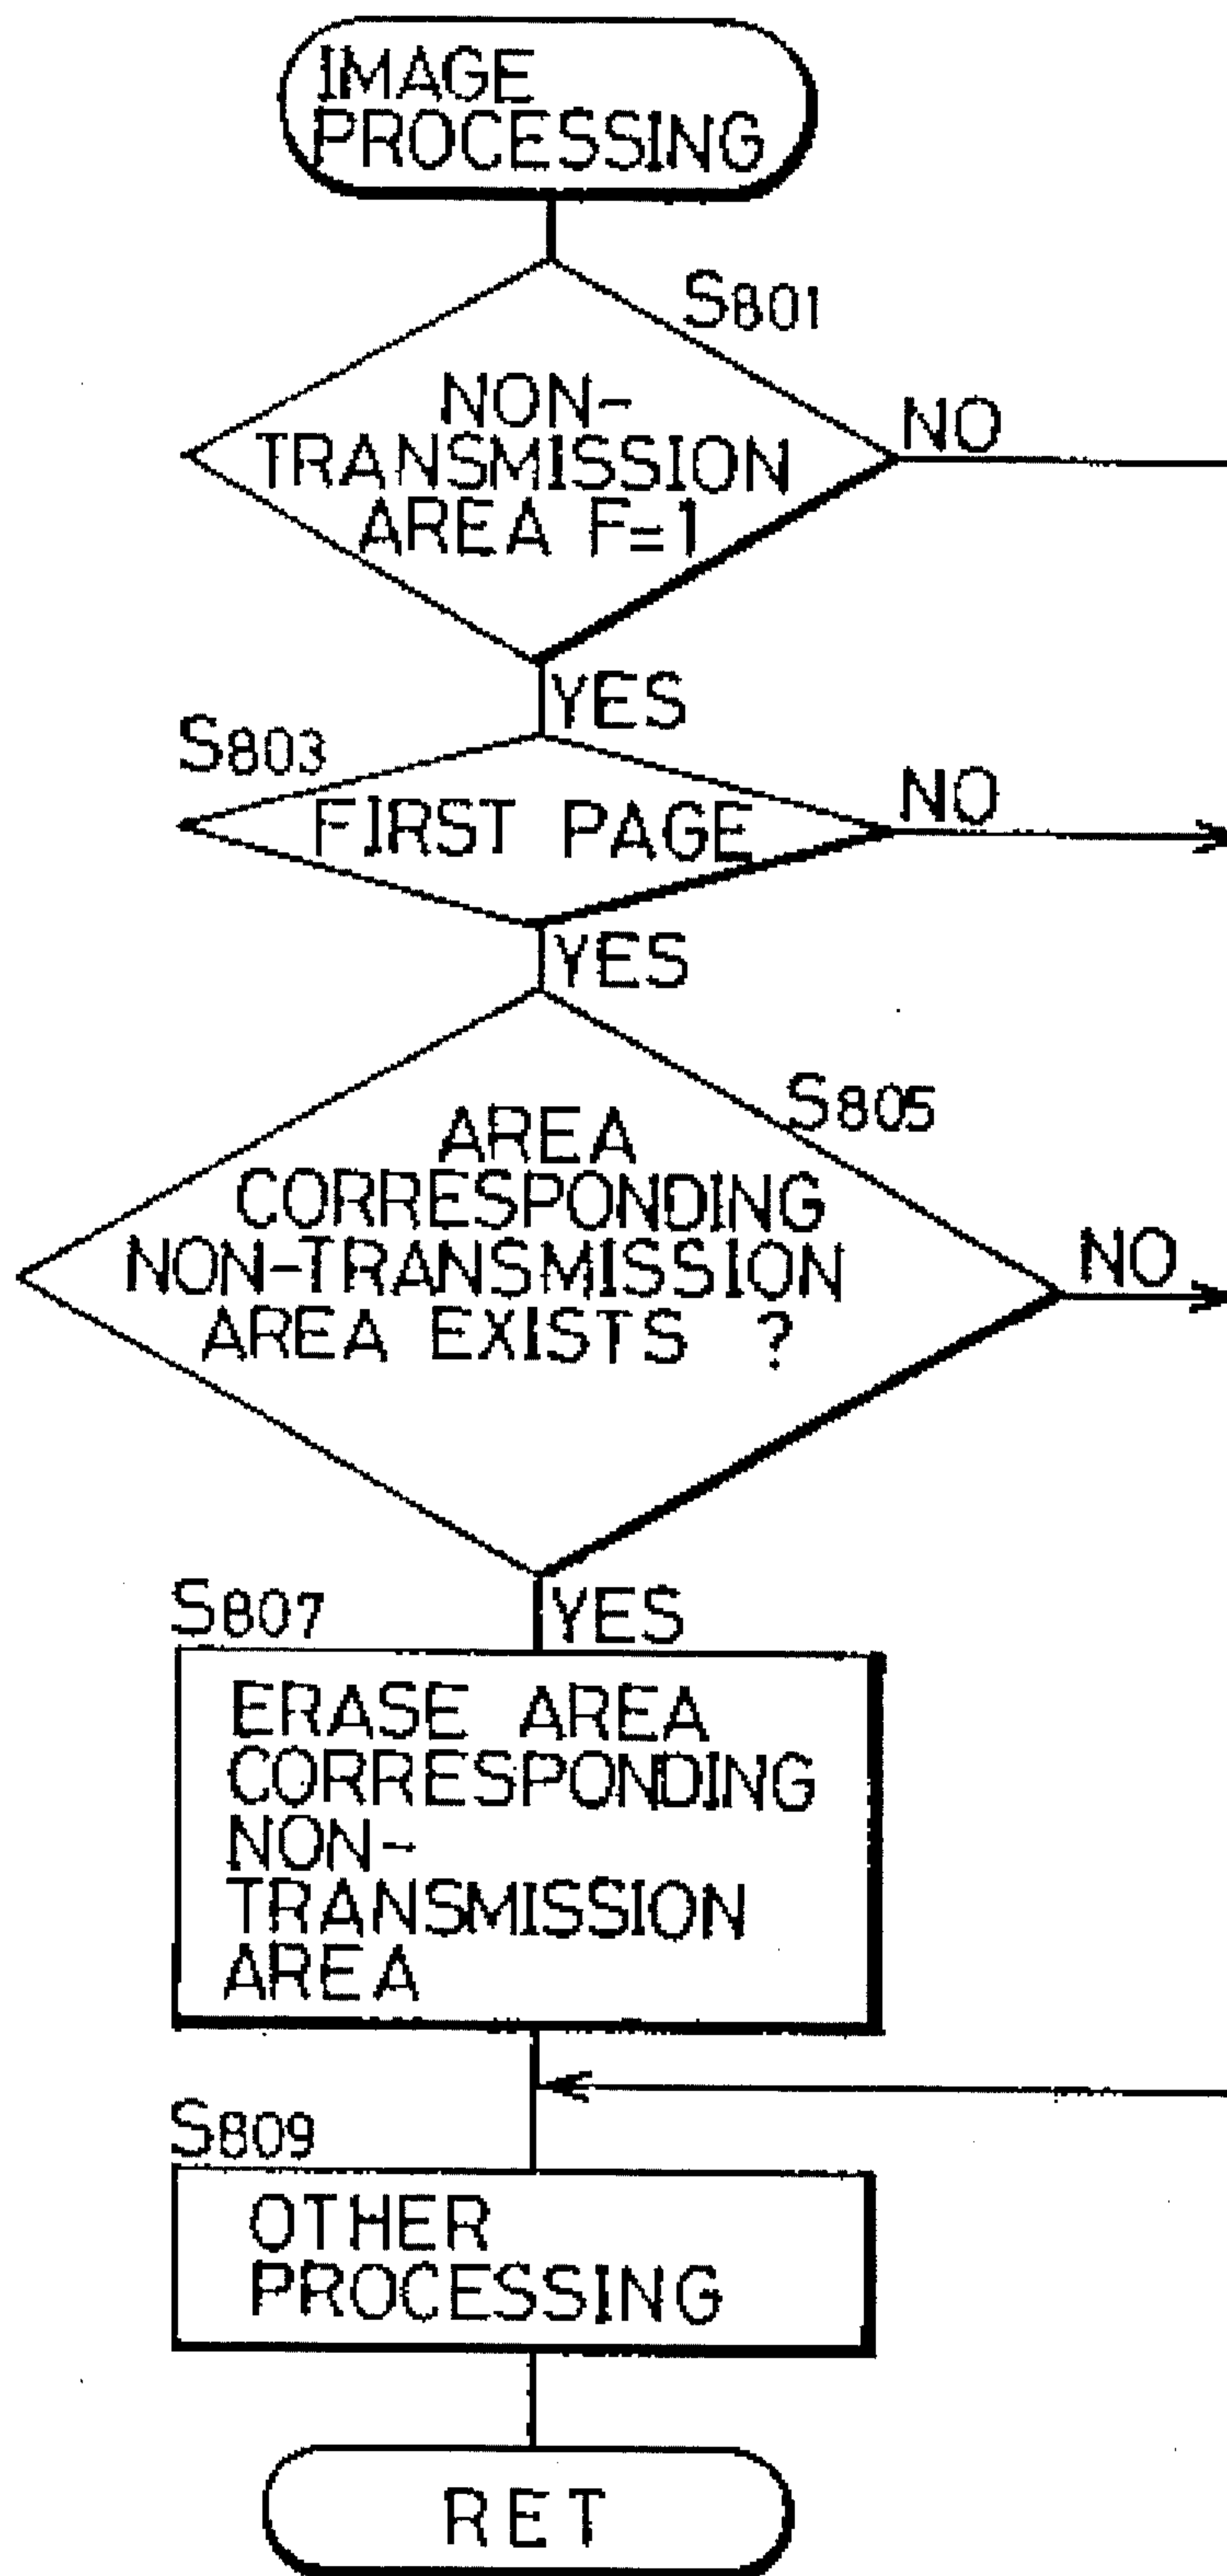 IMAGE
PROCESSING
S801
NON-
TRANSMISSION
AREA F=1
NO
YES
S803
FIRST PAGE
NO
YES
S805
AREA
CORRESPONDING
NON-TRANSMISSION
AREA EXISTS ?
NO
YES
S807
ERASE AREA
CORRESPONDING
NON-
TRANSMISSION
AREA
S809
OTHER
PROCESSING
RET